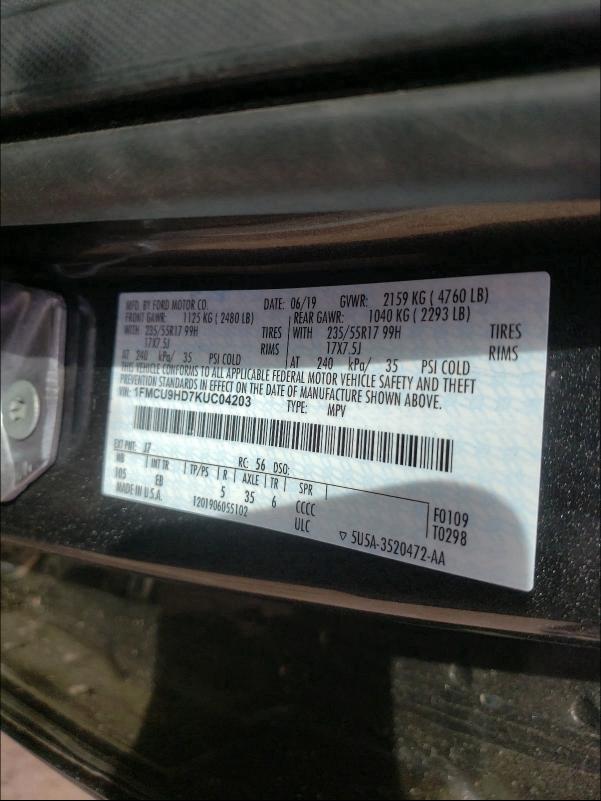 MFD. BY FORD MOTOR CO. DATE: 06/19 GVWR: 2159 KG ( 4760 LB)
FRONT GAWR: 1125 KG ( 2480 LB) REAR GAWR: 1040 KG ( 2293 LB)
WITH 235/55R17 99H TIRES WITH 235/55R17 99H TIRES
17X7.5J RIMS 17X7.5J RIMS
AT 240 kPa/ 35 PSI COLD AT 240 kPa/ 35 PSI COLD
THIS VEHICLE CONFORMS TO ALL APPLICABLE FEDERAL MOTOR VEHICLE SAFETY AND THEFT
PREVENTION STANDARDS IN EFFECT ON THE DATE OF MANUFACTURE SHOWN ABOVE.
VIN: 1FMCU9HD7KUC04203
TYPE: MPV
EXT PNT: J7 RC: 56 DSO:
WB INT TR TP/PS R AXLE TR SPR
105 EB 5 35 6 CCCC F0109
MADE IN U.S.A. 1201906055102 ULC T0298
▽ 5U5A-3520472-AA